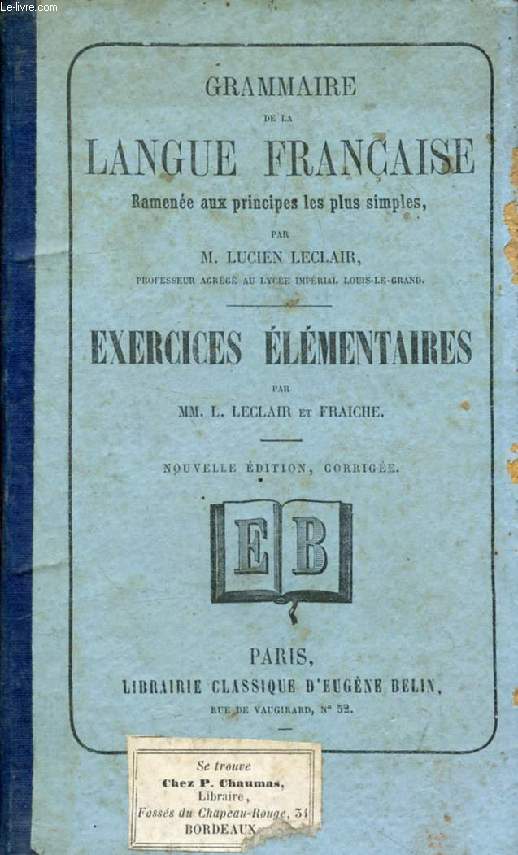 Le-livre.com
GRAMMAIRE
DE LA
LANGUE FRANÇAISE
Ramenée aux principes les plus simples,
PAR
M. LUCIEN LECLAIR,
PROFESSEUR AGRÉGÉ AU LYCÉE IMPÉRIAL LOUIS-LE-GRAND.
EXERCICES ÉLÉMENTAIRES
PAR
MM. L. LECLAIR ET FRAICHE.
NOUVELLE ÉDITION, CORRIGÉE.
E B
PARIS,
LIBRAIRIE CLASSIQUE D'EUGÈNE BELIN,
RUE DE VAUGIRARD, N° 52.
Se trouve
Chez P. Chaumas,
Libraire,
Fossés du Chapeau-Rouge, 34
BORDEAUX